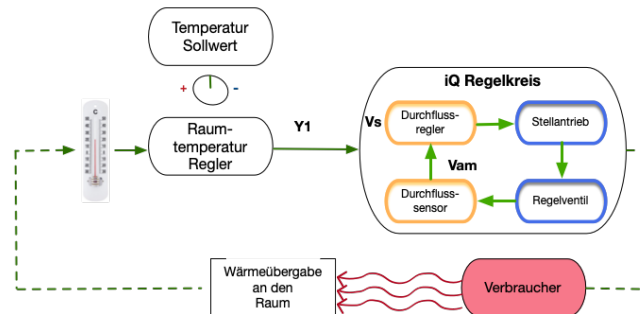 Temperatur
Sollwert
+ -
C
Raum-
temperatur
Regler
Y1
iQ Regelkreis
Vs
Durchfluss-
regler
Stellantrieb
Vam
Durchfluss-
sensor
Regelventil
Wärmeübergabe
an den
Raum
Verbraucher